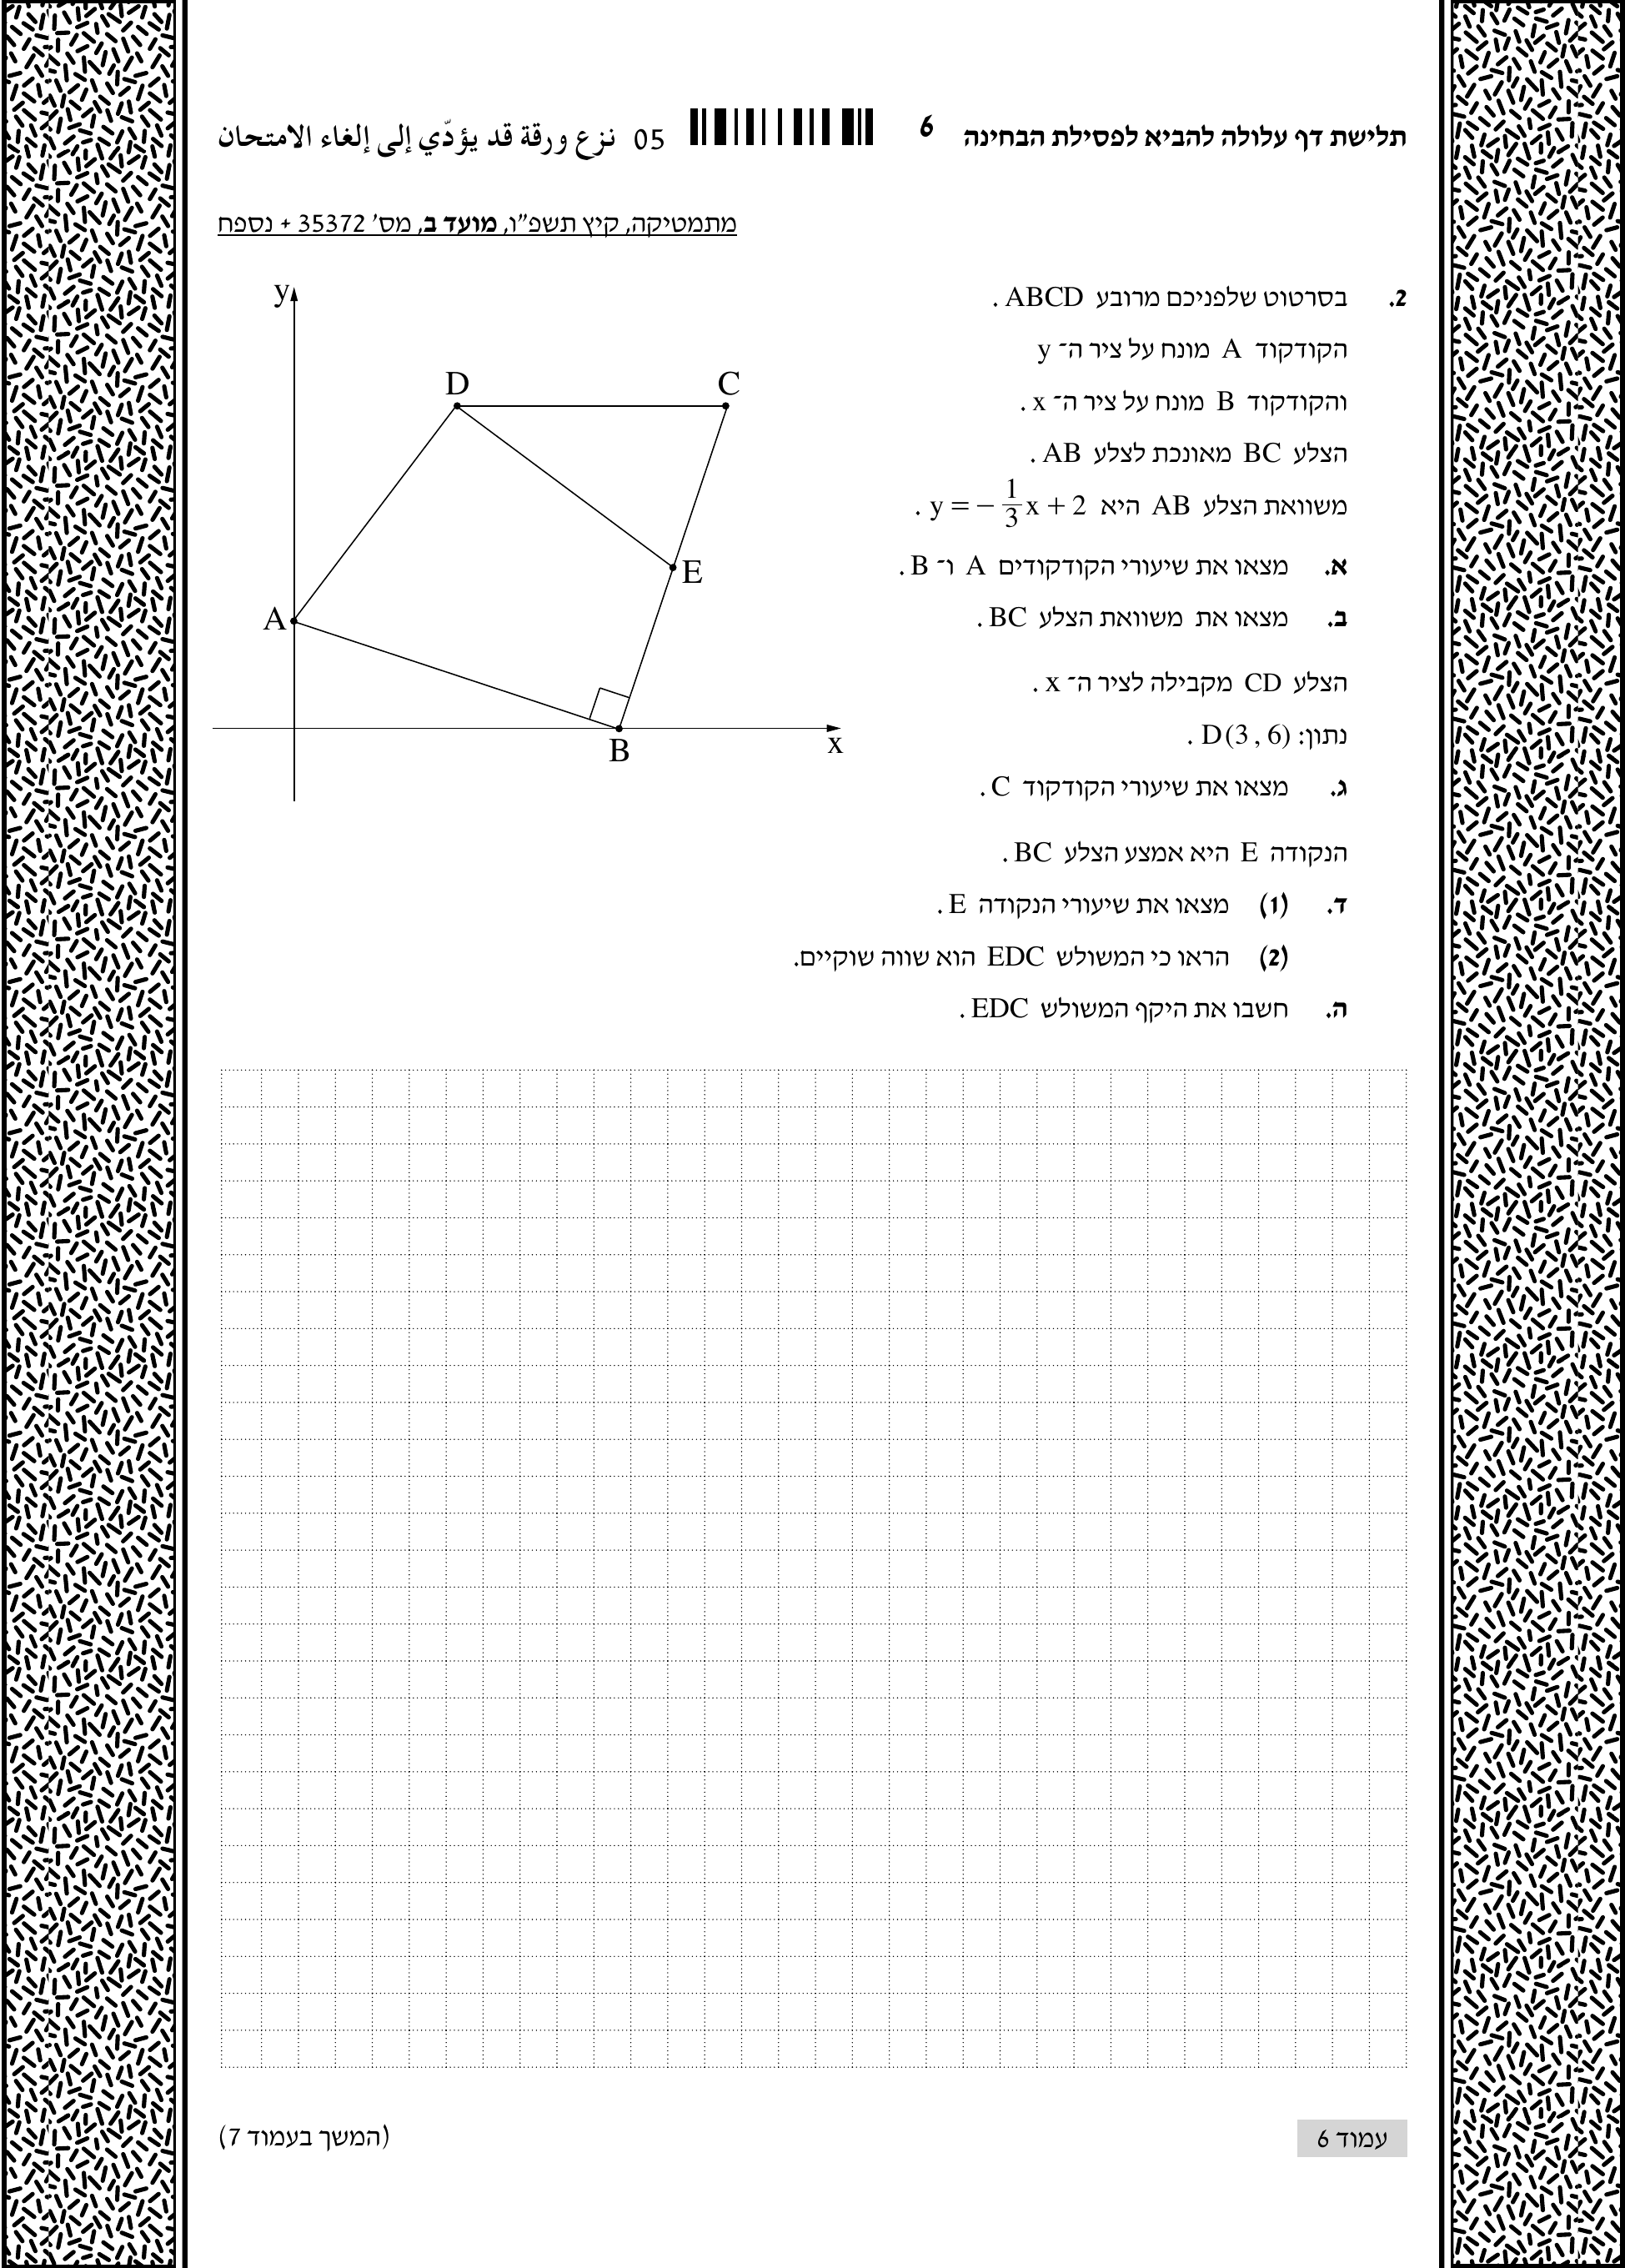 תלישת דף עלולה להביא לפסילת הבחינה 6 05 نزع ورقة قد يؤدّي إلى إلغاء الامتحان
מתמטיקה, קיץ תשפ"ו, מועד ב, מס' 35372 + נספח
.2 בסרטוט שלפניכם מרובע ABCD .
הקודקוד A מונח על ציר ה־ y
והקודקוד B מונח על ציר ה־ x .
הצלע BC מאונכת לצלע AB .
משוואת הצלע AB היא y = − 1/3 x + 2 .
א. מצאו את שיעורי הקודקודים A ו־ B .
ב. מצאו את משוואת הצלע BC .
הצלע CD מקבילה לציר ה־ x .
נתון: D(3 , 6) .
ג. מצאו את שיעורי הקודקוד C .
הנקודה E היא אמצע הצלע BC .
ד. (1) מצאו את שיעורי הנקודה E .
(2) הראו כי המשולש EDC הוא שווה שוקיים.
ה. חשבו את היקף המשולש EDC .
y
D C
E
A
B x
עמוד 6 (המשך בעמוד 7)